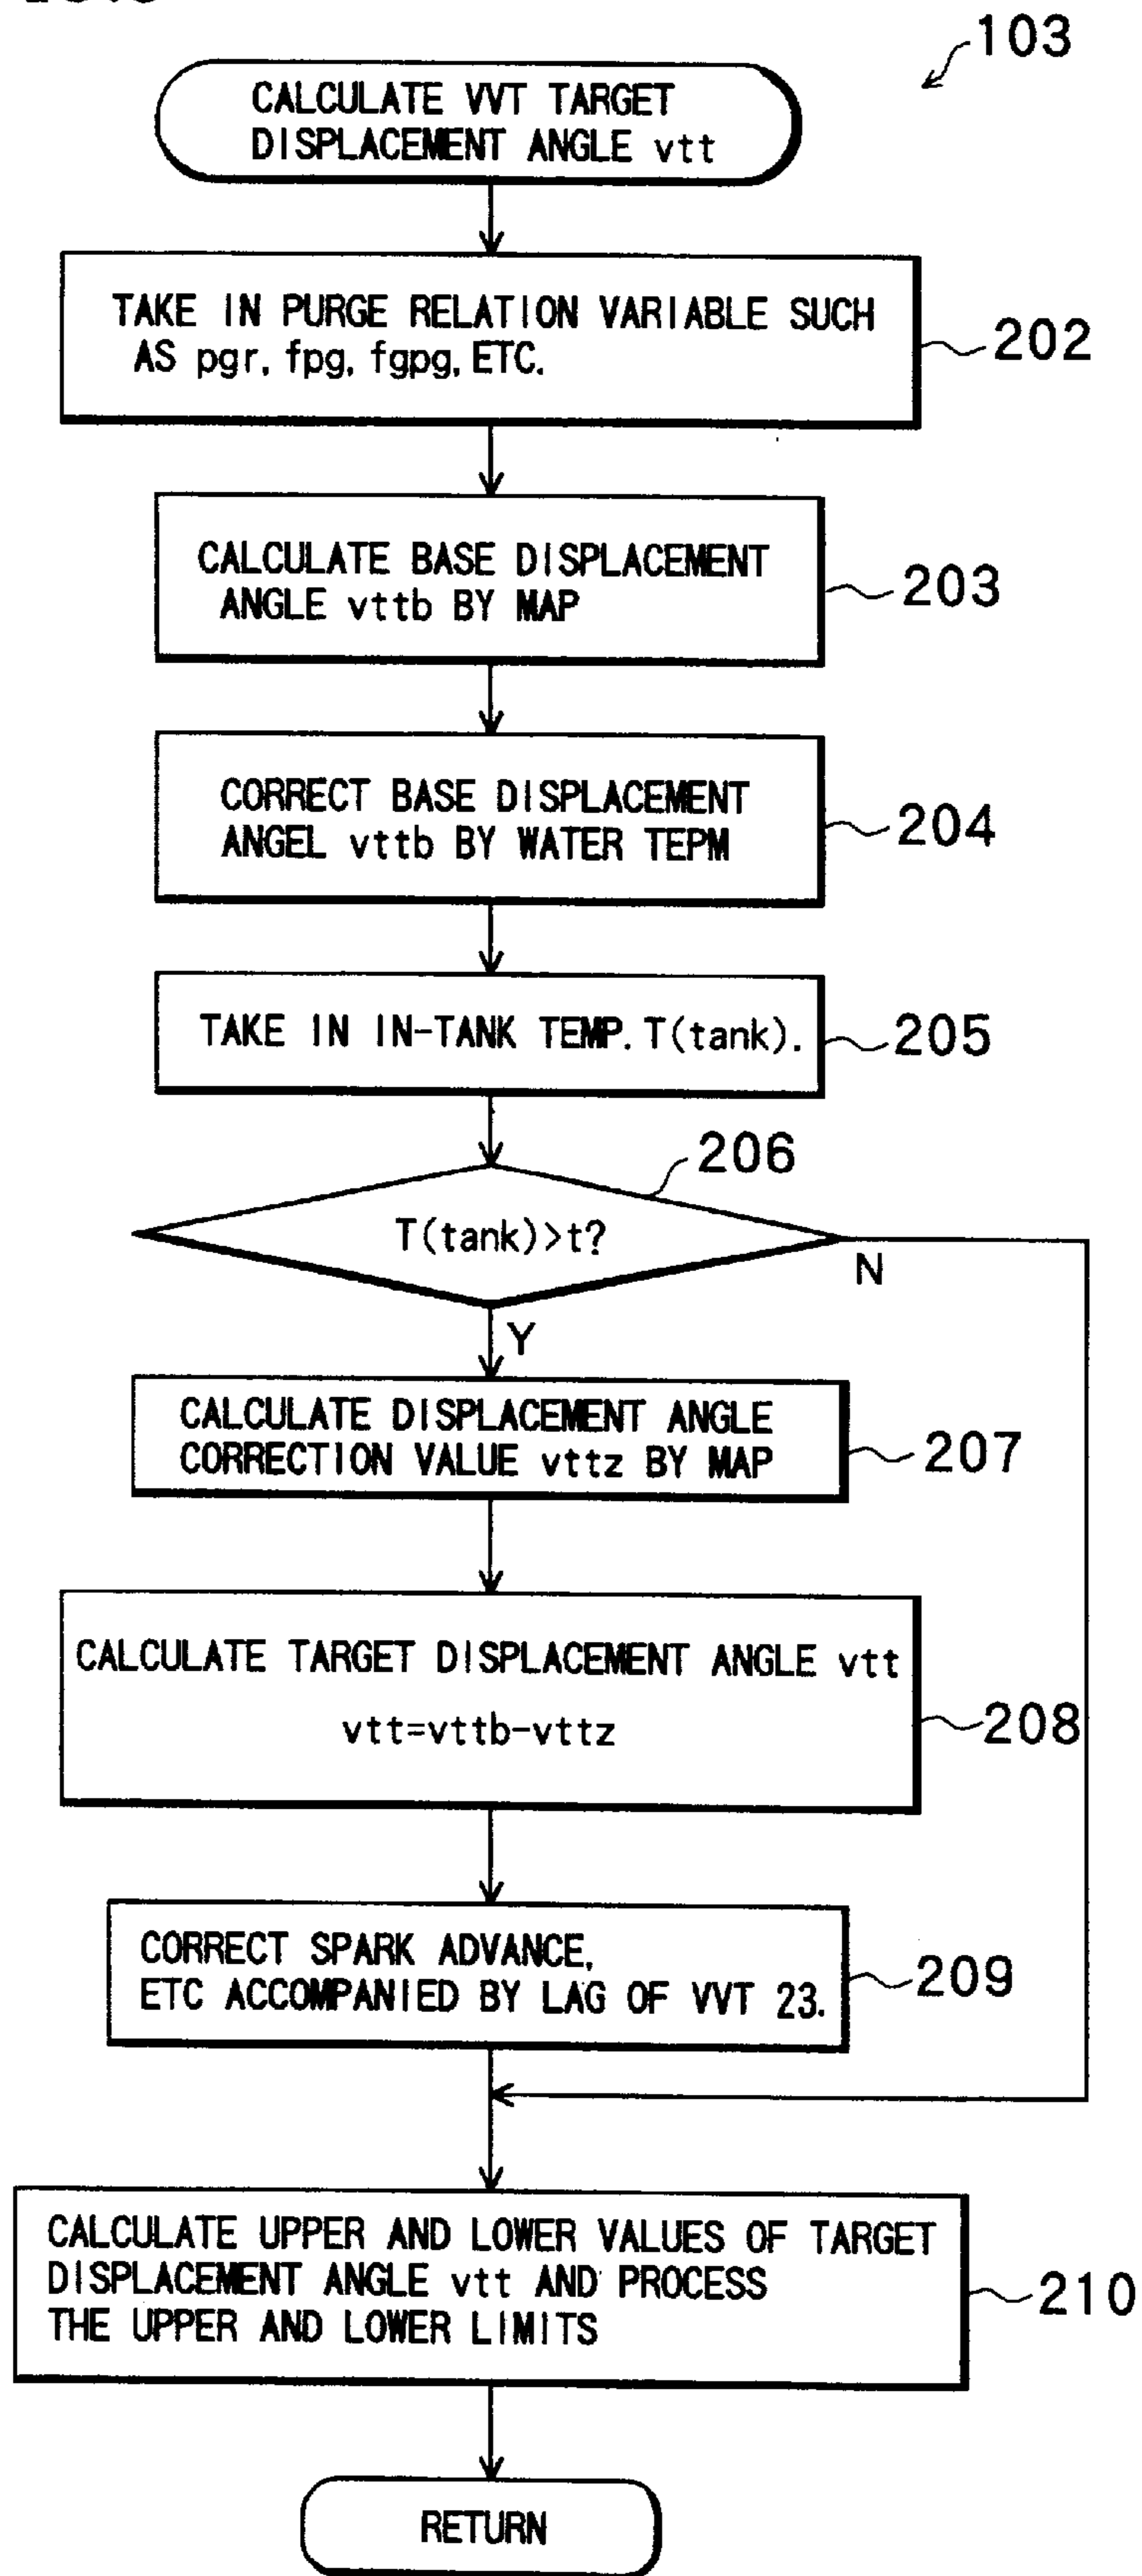 103
CALCULATE VVT TARGET
DISPLACEMENT ANGLE vtt
TAKE IN PURGE RELATION VARIABLE SUCH
AS pgr, fpg, fgpg, ETC.
202
CALCULATE BASE DISPLACEMENT
ANGLE vttb BY MAP
203
CORRECT BASE DISPLACEMENT
ANGEL vttb BY WATER TEPM
204
TAKE IN IN-TANK TEMP. T(tank).
205
206
T(tank)>t?
N
Y
CALCULATE DISPLACEMENT ANGLE
CORRECTION VALUE vttz BY MAP
207
CALCULATE TARGET DISPLACEMENT ANGLE vtt
vtt=vttb-vttz
208
CORRECT SPARK ADVANCE,
ETC ACCOMPANIED BY LAG OF VVT 23.
209
CALCULATE UPPER AND LOWER VALUES OF TARGET
DISPLACEMENT ANGLE vtt AND PROCESS
THE UPPER AND LOWER LIMITS
210
RETURN